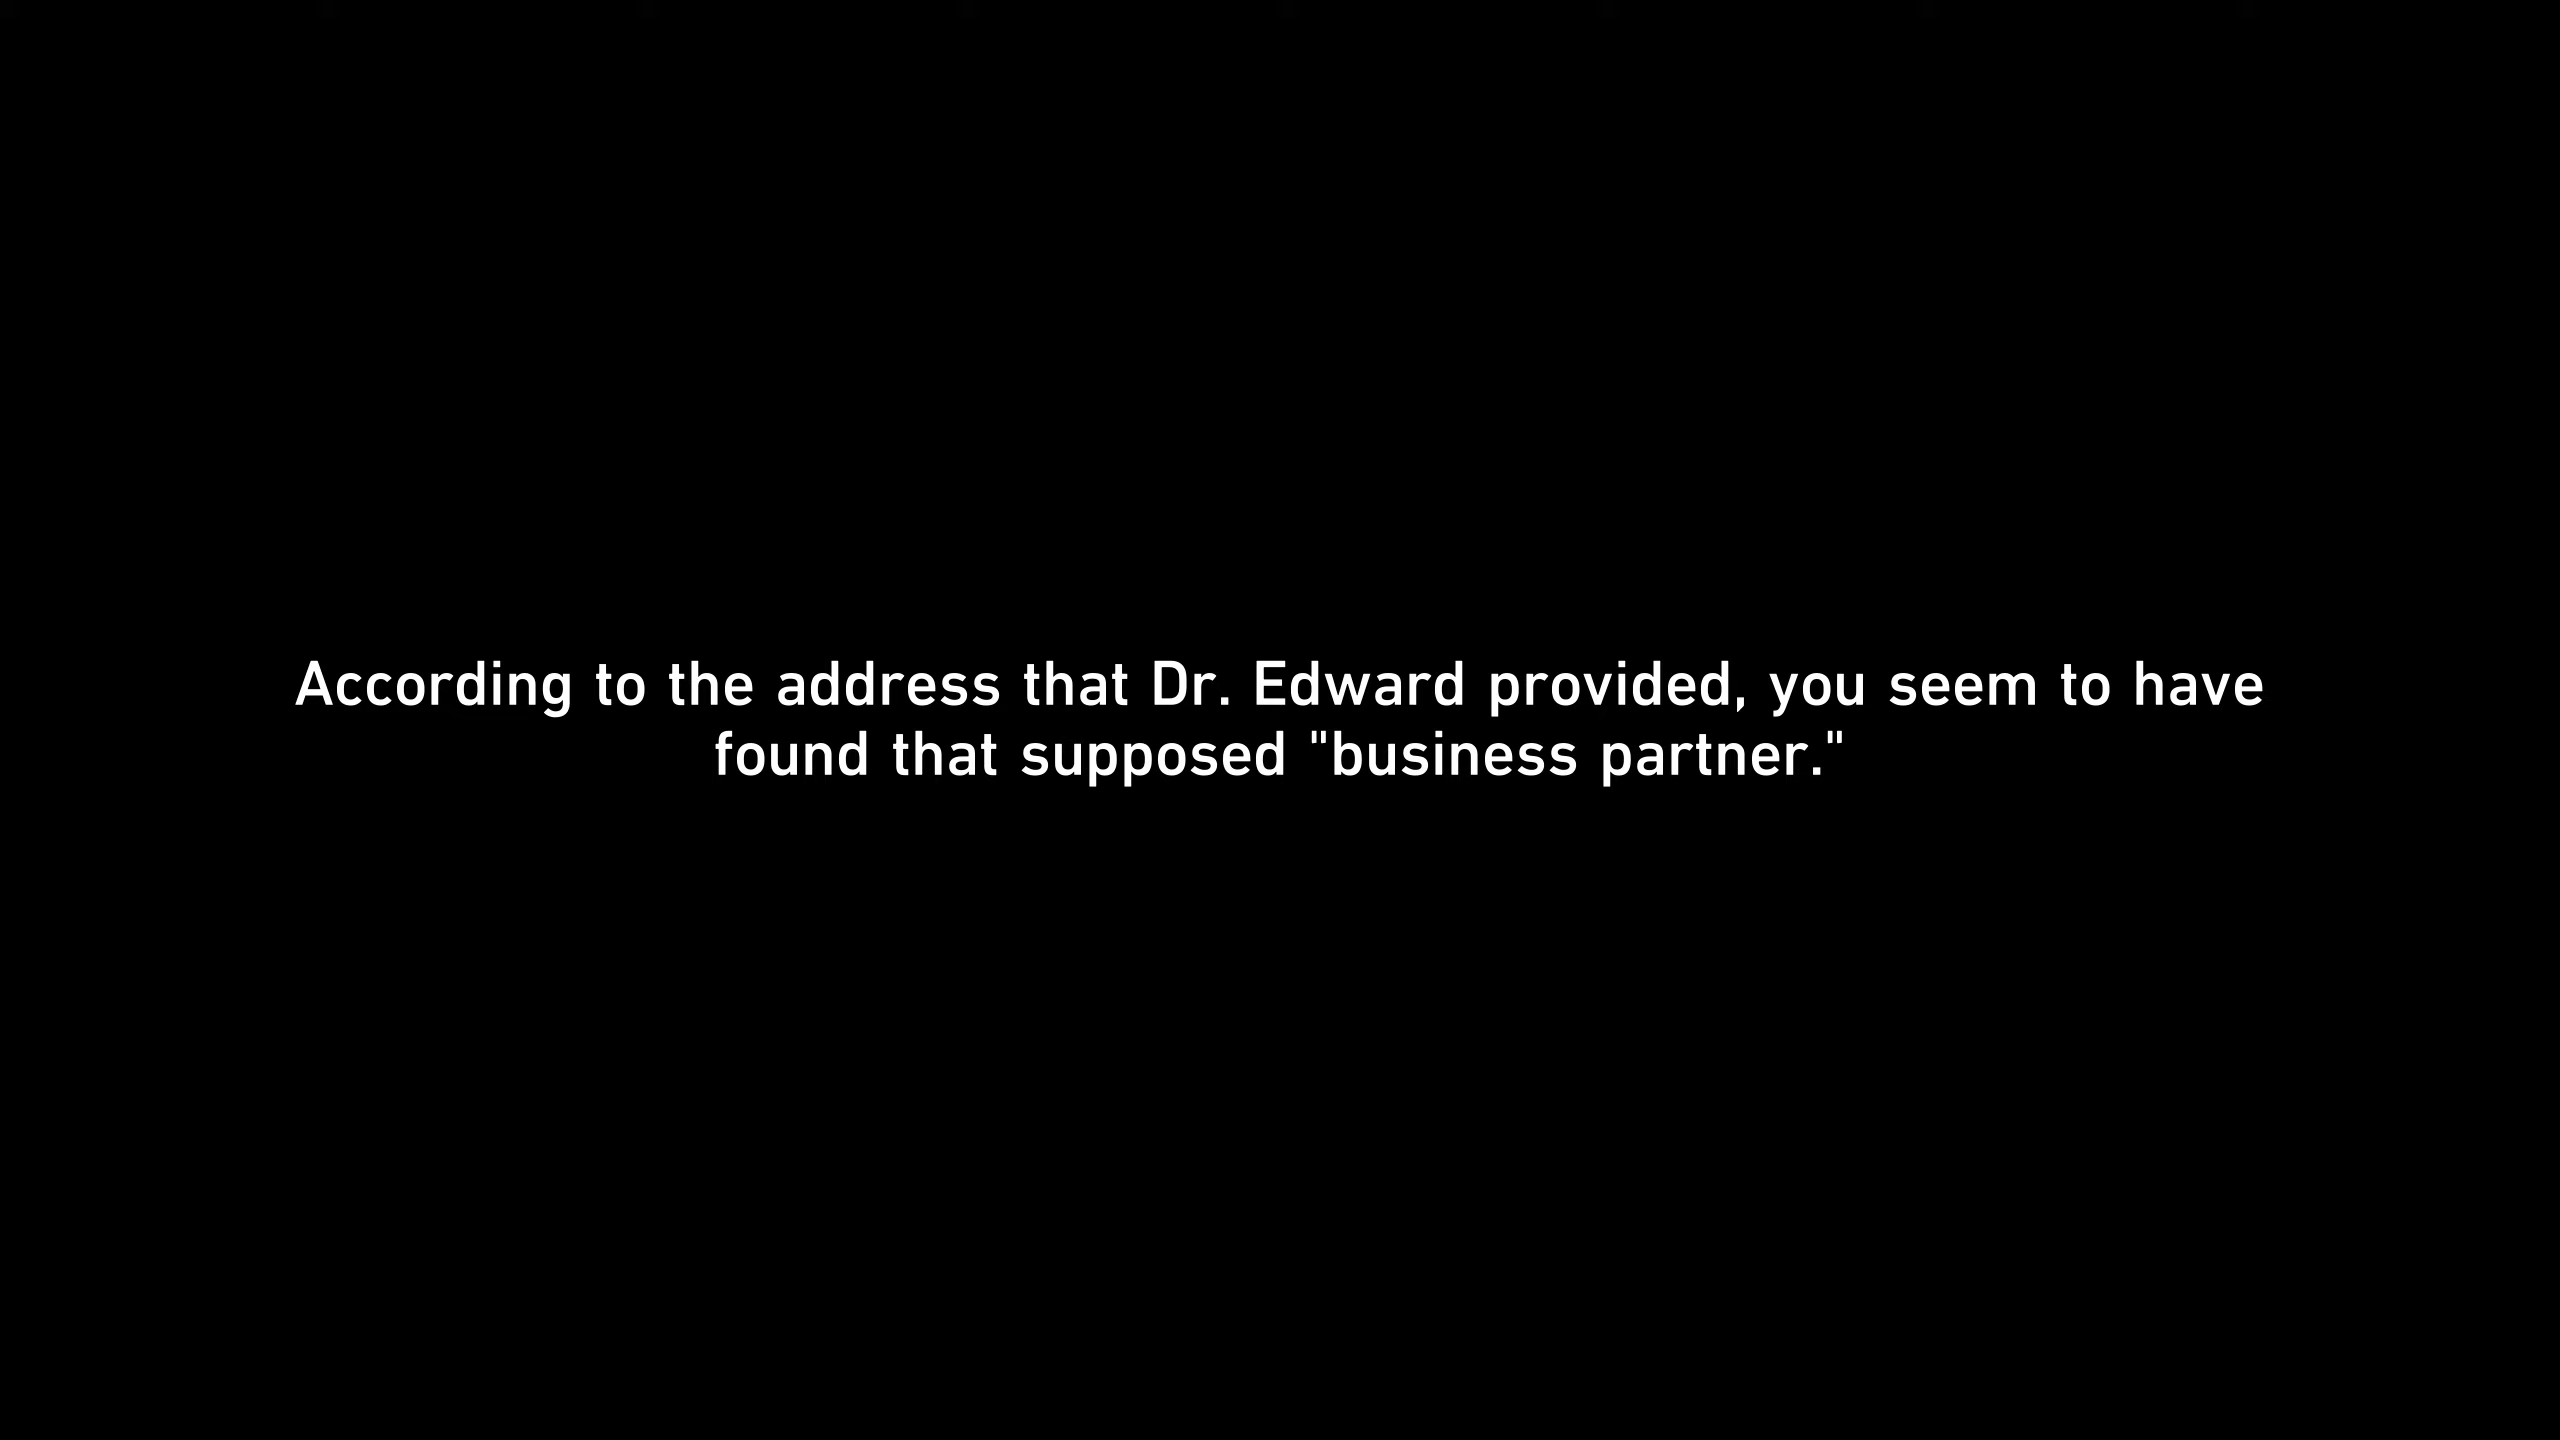 According to the address that Dr. Edward provided, you seem to have
found that supposed "business partner."